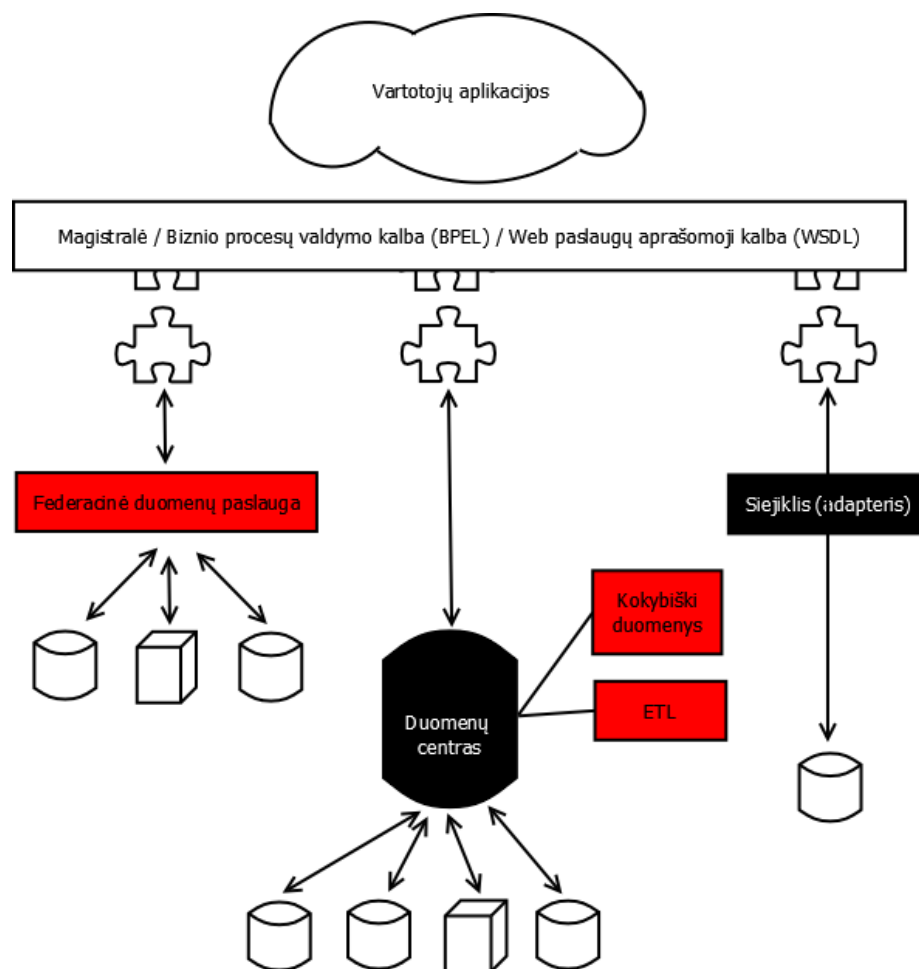 Vartotojų aplikacijos
Magistralė / Biznio procesų valdymo kalba (BPEL) / Web paslaugų aprašomoji kalba (WSDL)
Federacinė duomenų paslauga
Siejiklis (adapteris)
Kokybiški
duomenys
ETL
Duomenų
centras